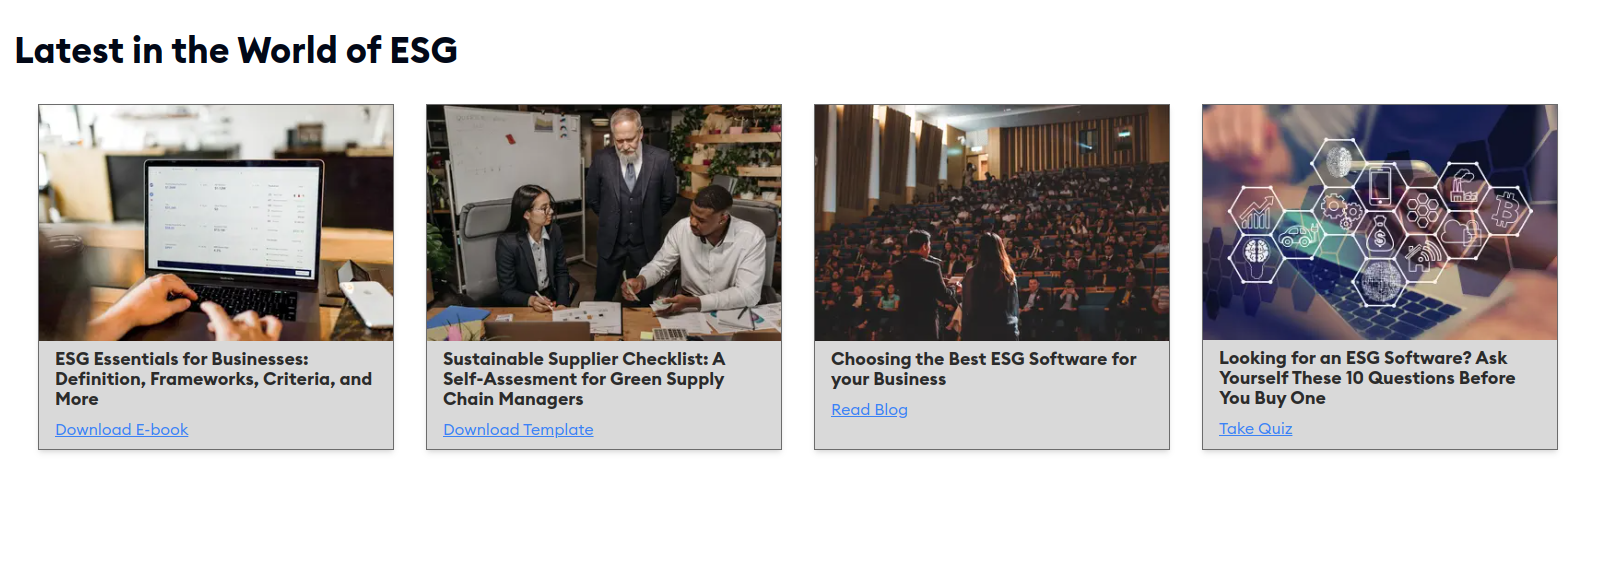 Latest in the World of ESG
ESG Essentials for Businesses:
Definition, Frameworks, Criteria, and
More
Download E-book
Sustainable Supplier Checklist: A
Self-Assesment for Green Supply
Chain Managers
Download Template
Choosing the Best ESG Software for
your Business
Read Blog
Looking for an ESG Software? Ask
Yourself These 10 Questions Before
You Buy One
Take Quiz